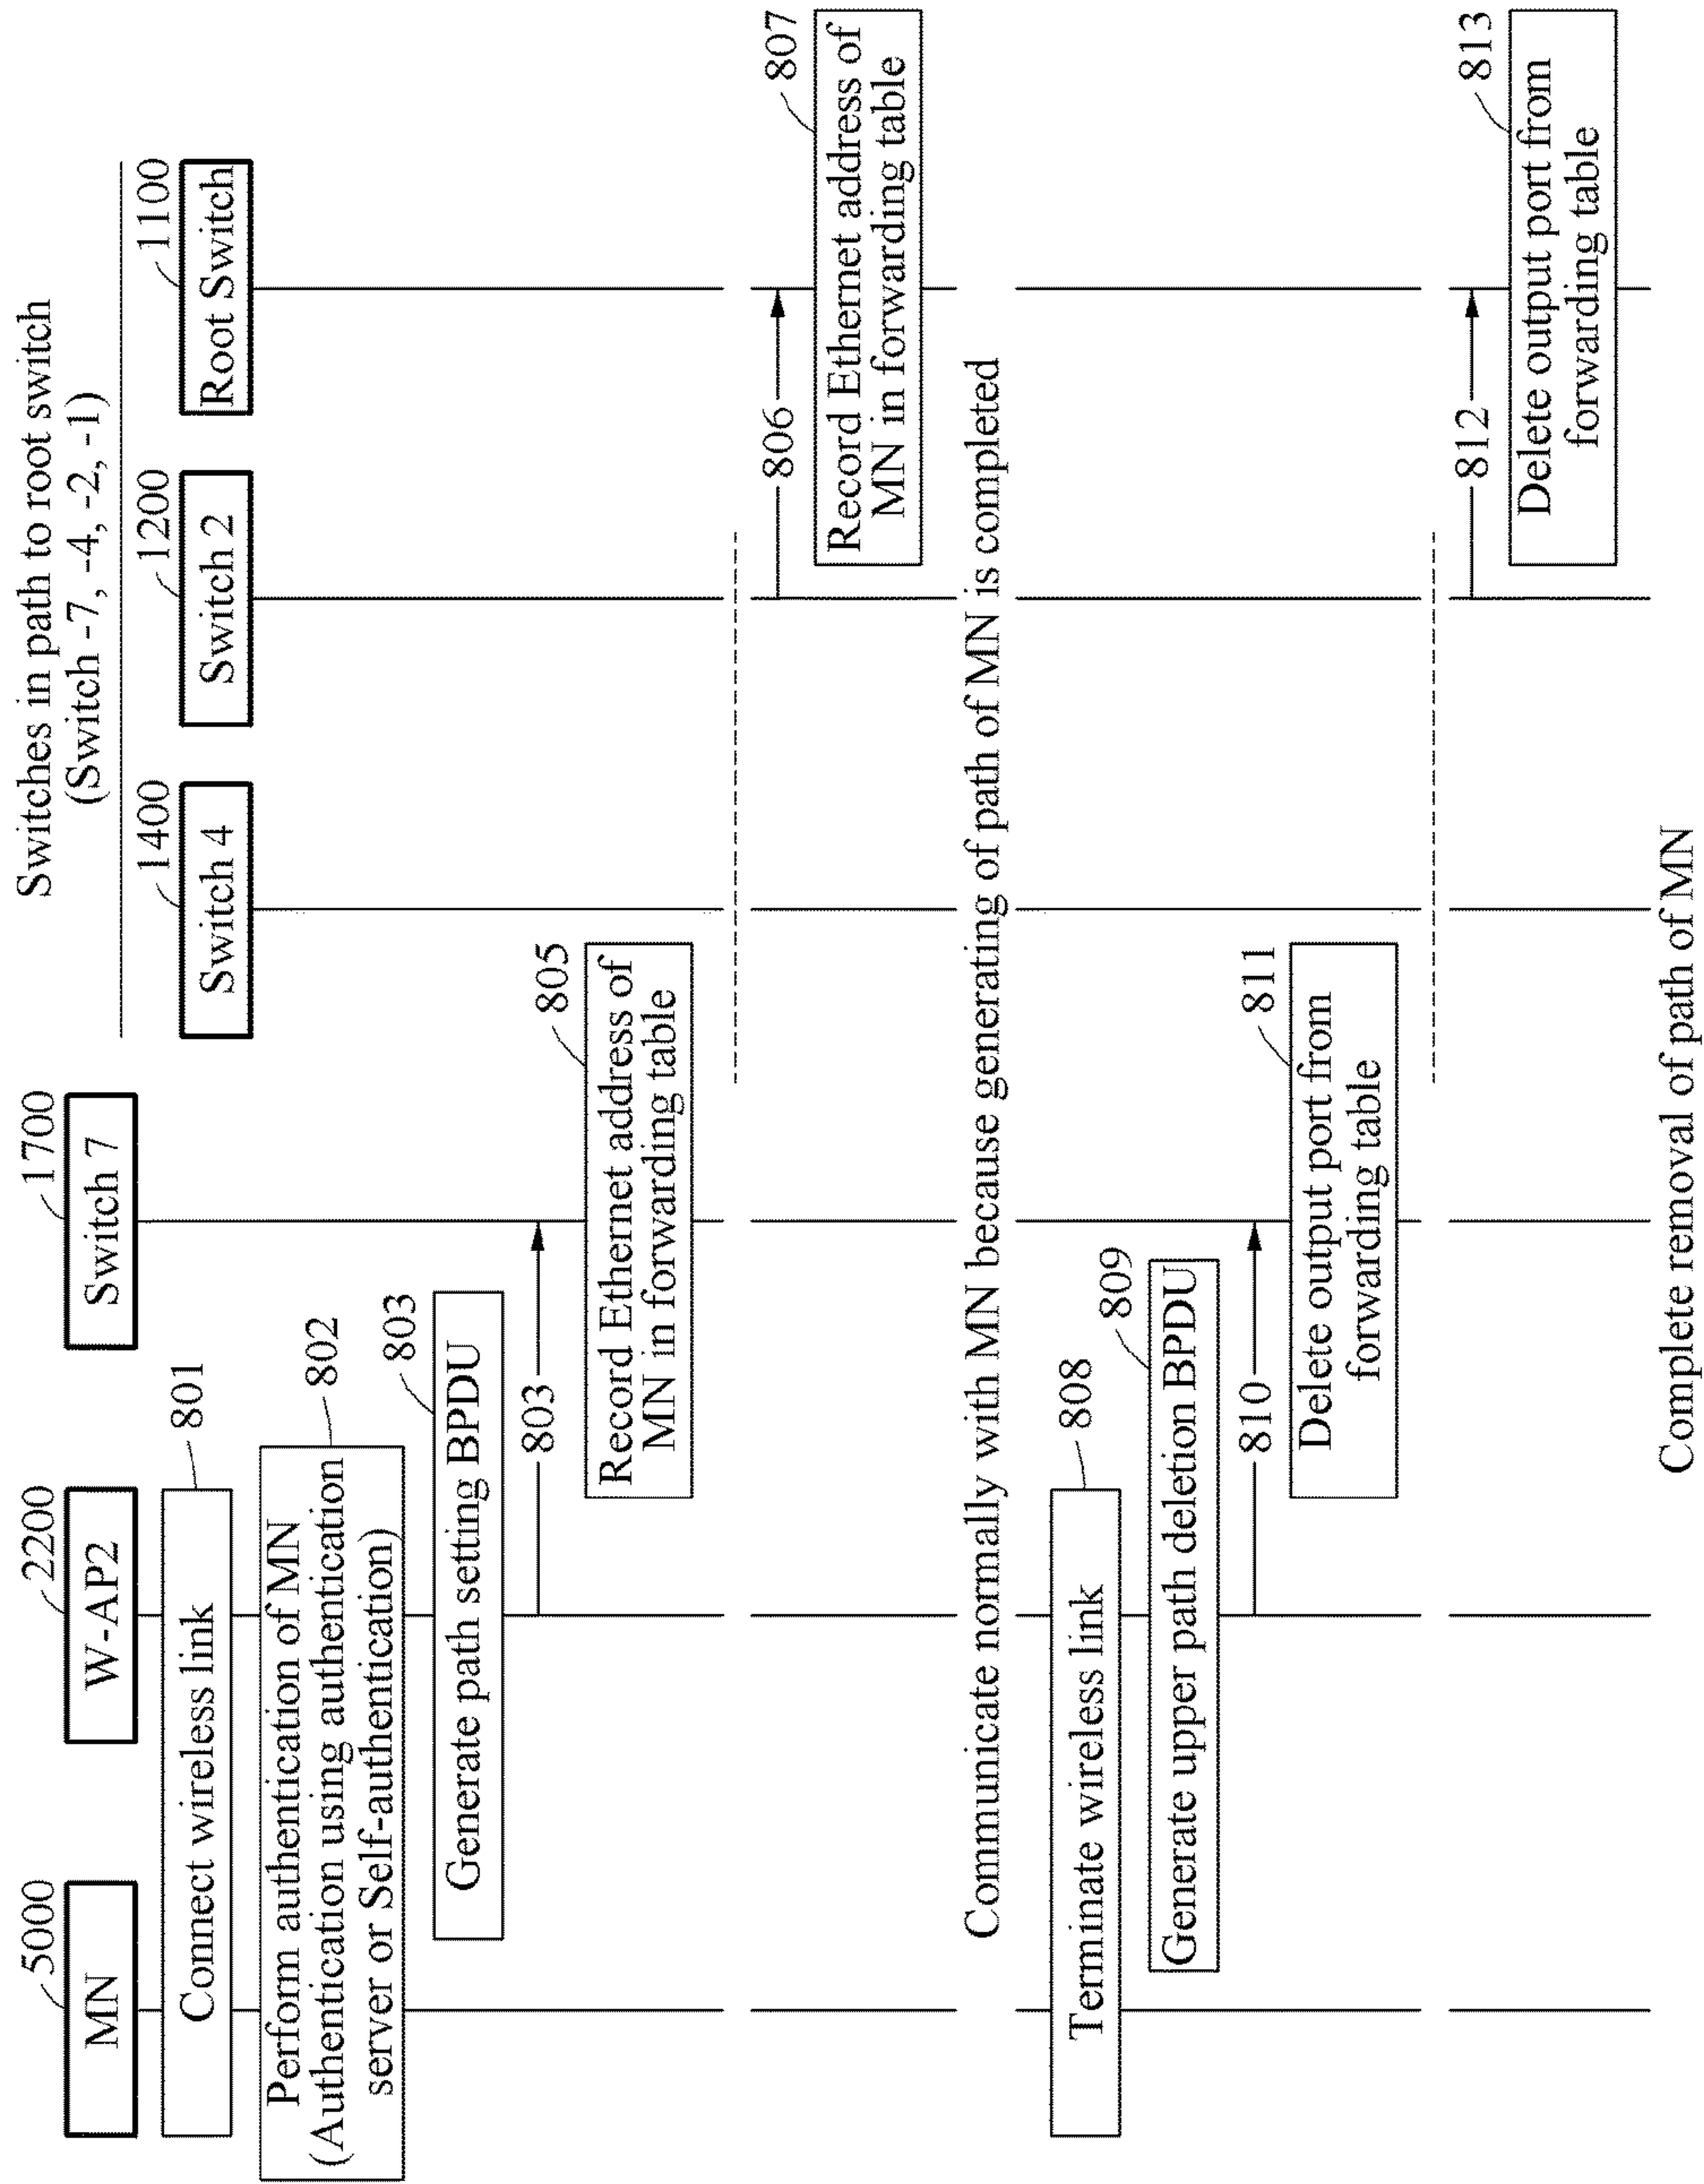 Switches in path to root switch
(Switch -7, -4, -2, -1)
5000
2200
1700
1400
1200
1100
MN
W-AP2
Switch 7
Switch 4
Switch 2
Root Switch
Connect wireless link
801
Perform authentication of MN
(Authentication using authentication
server or Self-authentication)
802
Generate path setting BPDU
803
803
Record Ethernet address of
MN in forwarding table
805
806
Record Ethernet address of
MN in forwarding table
807
Communicate normally with MN because generating of path of MN is completed
Terminate wireless link
808
Generate upper path deletion BPDU
809
810
Delete output port from
forwarding table
811
812
Delete output port from
forwarding table
813
Complete removal of path of MN